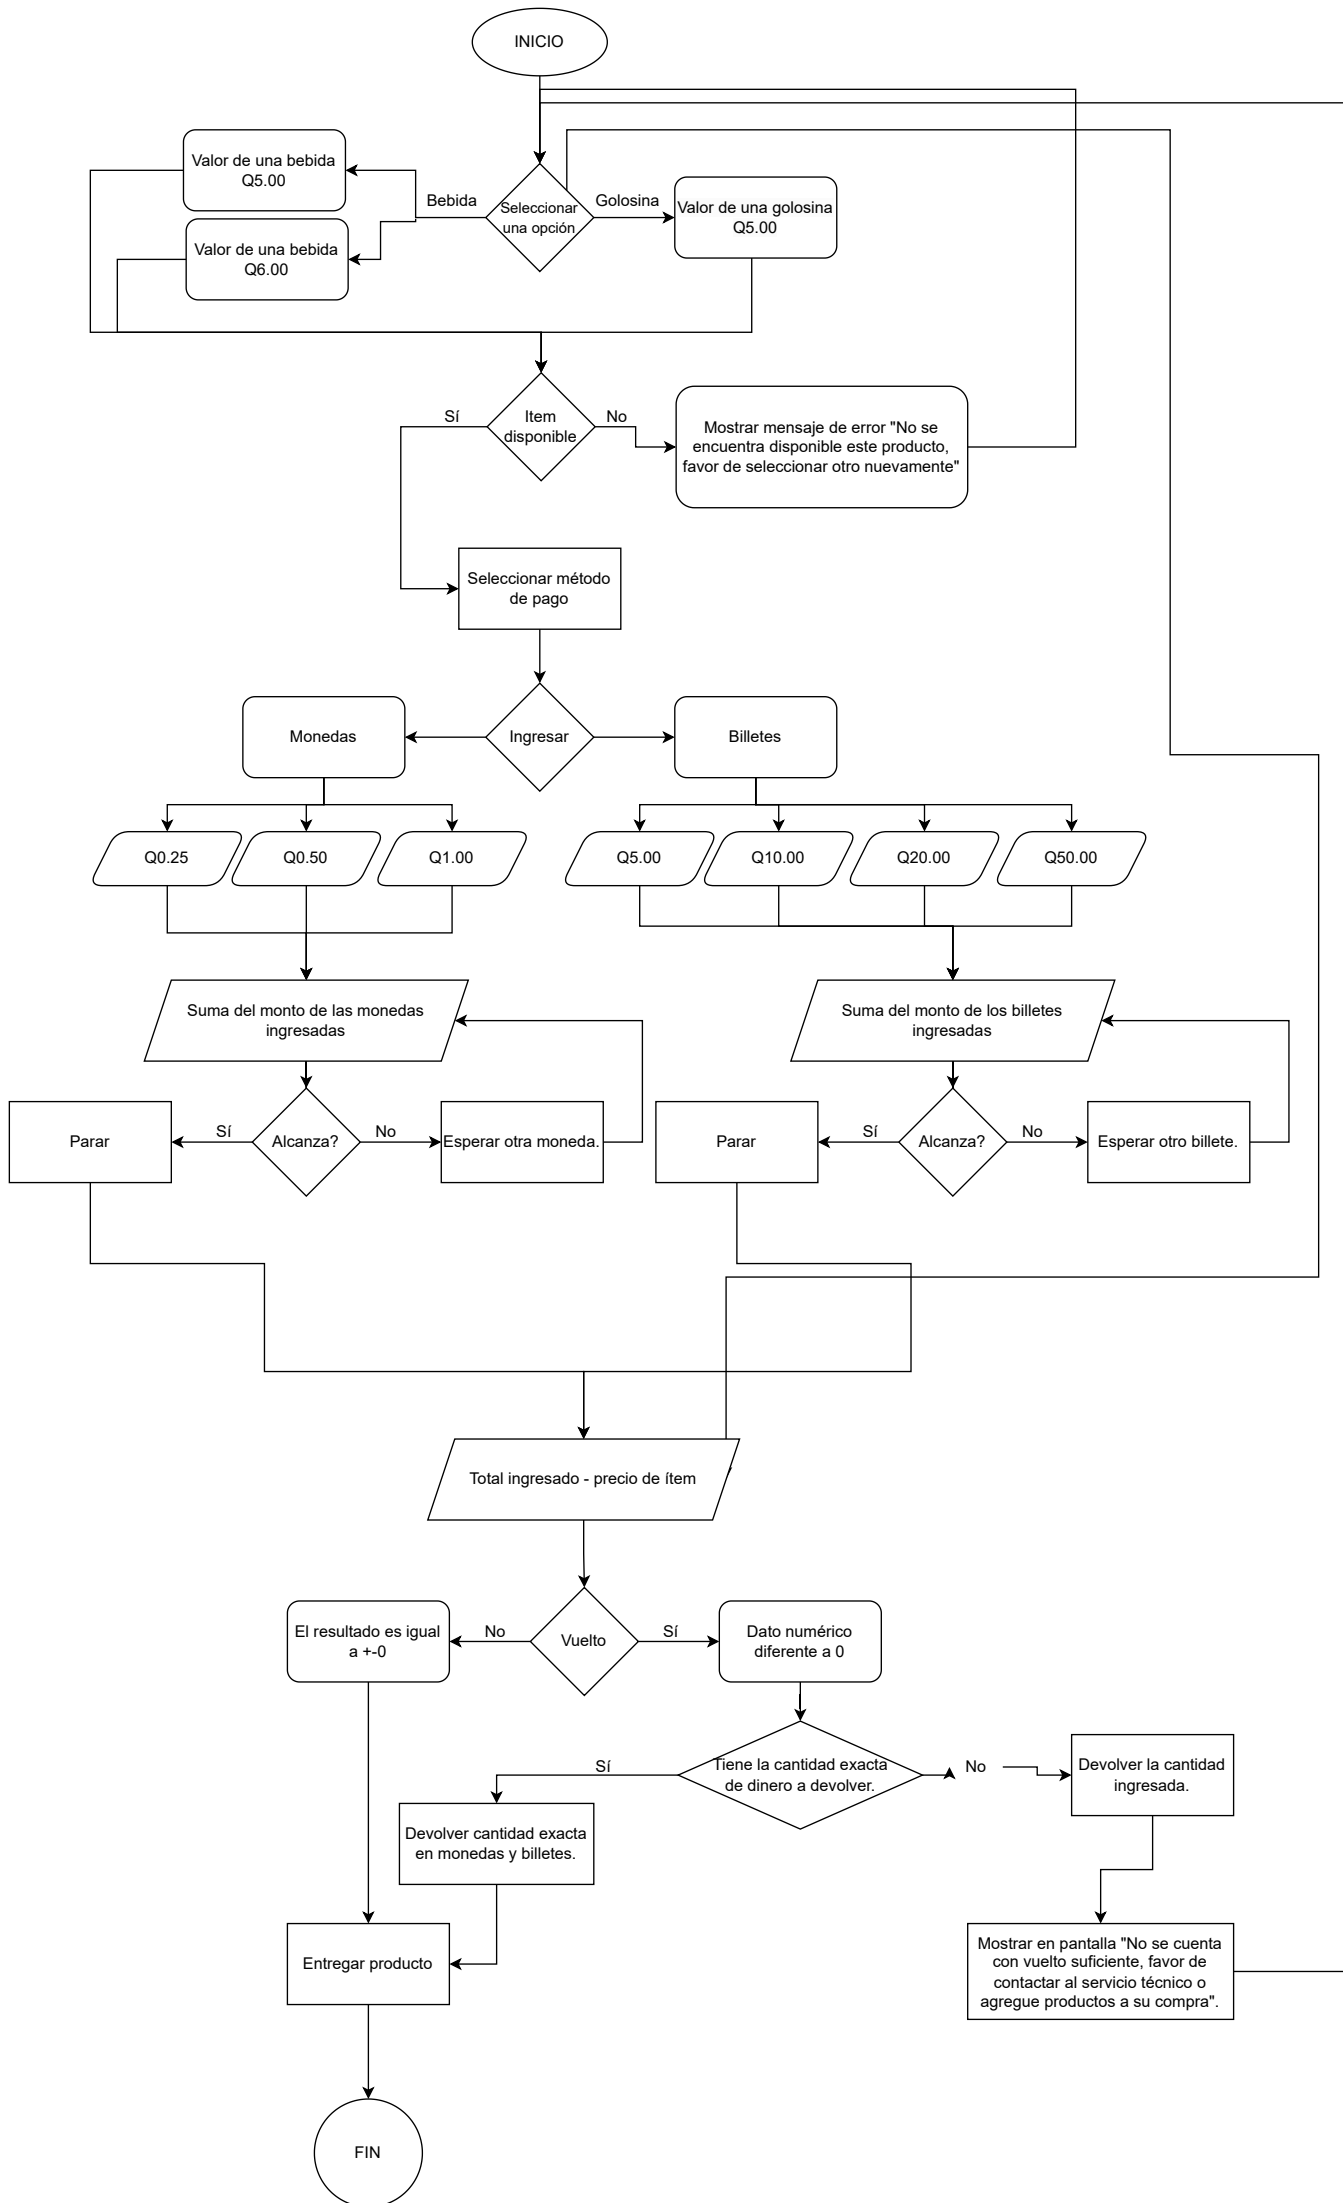 INICIO
Valor de una bebida
Q5.00
Bebida
Seleccionar
una opción
Golosina
Valor de una golosina
Q5.00
Valor de una bebida
Q6.00
Sí
Item
disponible
No
Mostrar mensaje de error "No se
encuentra disponible este producto,
favor de seleccionar otro nuevamente"
Seleccionar método
de pago
Monedas
Ingresar
Billetes
Q0.25
Q0.50
Q1.00
Q5.00
Q10.00
Q20.00
Q50.00
Suma del monto de las monedas
ingresadas
Suma del monto de los billetes
ingresadas
Parar
Sí
Alcanza?
No
Esperar otra moneda.
Parar
Sí
Alcanza?
No
Esperar otro billete.
Total ingresado - precio de ítem
El resultado es igual
a +-0
No
Vuelto
Sí
Dato numérico
diferente a 0
Sí
Tiene la cantidad exacta
de dinero a devolver.
No
Devolver la cantidad
ingresada.
Devolver cantidad exacta
en monedas y billetes.
Entregar producto
Mostrar en pantalla "No se cuenta
con vuelto suficiente, favor de
contactar al servicio técnico o
agregue productos a su compra".
FIN